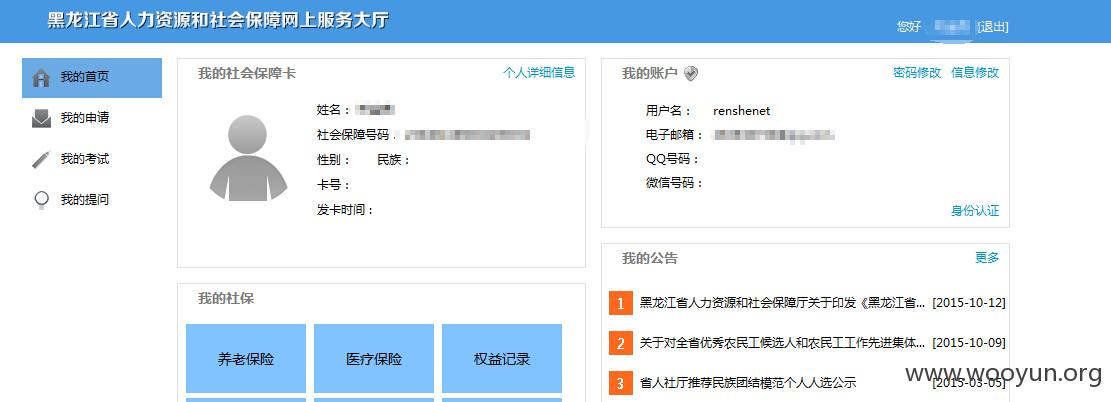 黑龙江省人力资源和社会保障网上服务大厅
您好 [退出]
我的首页
我的申请
我的考试
我的提问
我的社会保障卡 个人详细信息
姓名：
社会保障号码：
性别： 民族：
卡号：
发卡时间：
我的社保
养老保险 医疗保险 权益记录
我的账户 密码修改 信息修改
用户名： renshenet
电子邮箱：
QQ号码：
微信号码：
身份认证
我的公告 更多
1 黑龙江省人力资源和社会保障厅关于印发《黑龙江省... [2015-10-12]
2 关于对全省优秀农民工候选人和农民工工作先进集体... [2015-10-09]
3 省人社厅推荐民族团结模范个人人选公示 [2015-03-05]
www.wooyun.org